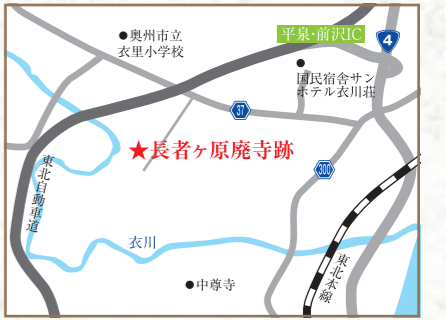 ●奥州市立
衣里小学校
平泉・前沢IC
4
国民宿舎サン
ホテル衣川荘
37
★長者ヶ原廃寺跡
300
東北自動車道
衣川
東北本線
●中尊寺